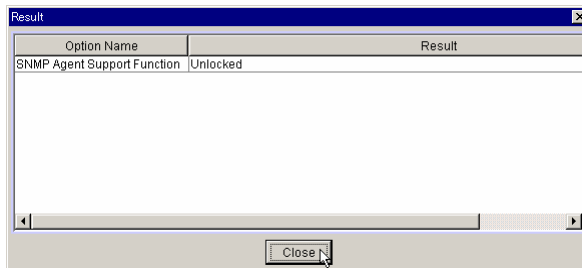 Result
Option Name Result
SNMP Agent Support Function Unlocked
Close